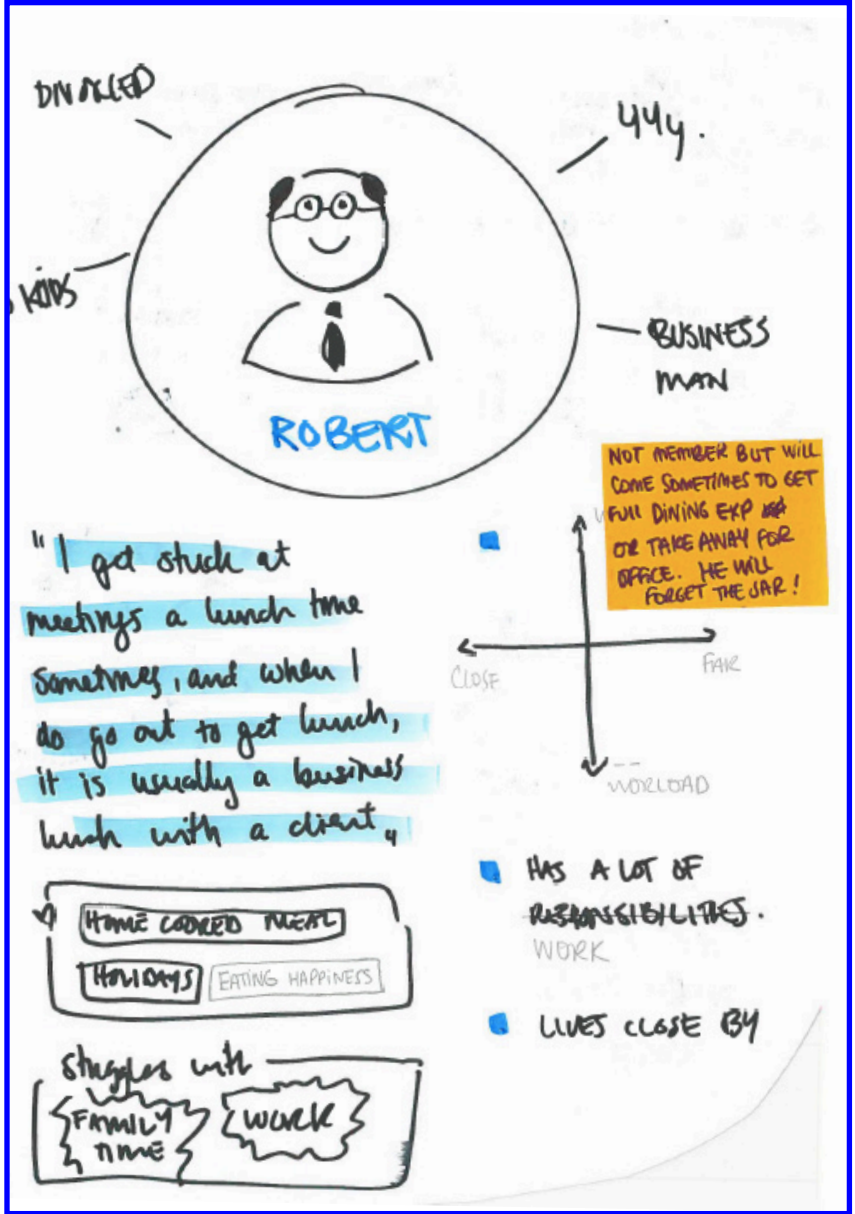 DIVORCED
44y.
KIDS
BUSINESS
MAN
ROBERT
NOT MEMBER BUT WILL
COME SOMETIMES TO GET
FULL DINING EXP
OR TAKE AWAY FOR
OFFICE. HE WILL
FORGET THE JAR!
"I get stuck at
meetings a lunch time
sometimes, and when I
do go out to get lunch,
it is usually a business
lunch with a client"
CLOSE
FAIR
WORLOAD
HOME COOKED MEAL
HOLIDAYS
EATING HAPPINESS
HAS A LOT OF
RESPONSIBILITIES.
WORK
LIVES CLOSE BY
struggles with
FAMILY
TIME
WORK